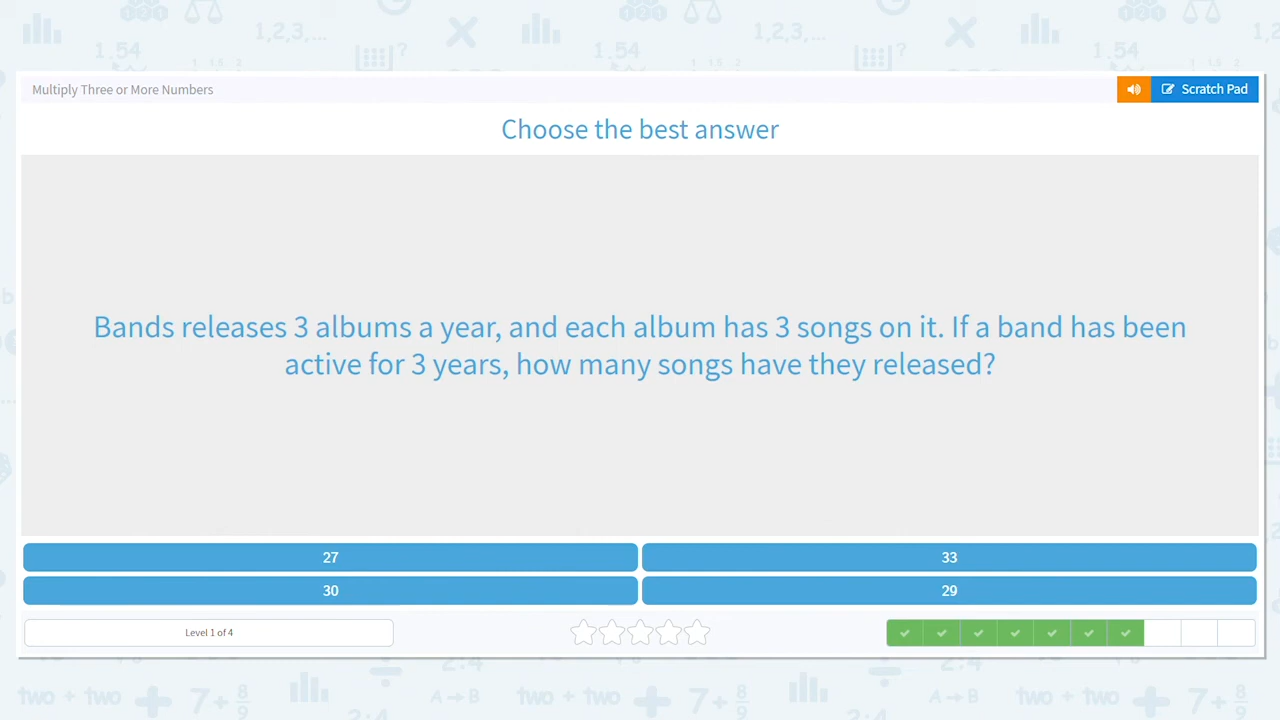 Multiply Three or More Numbers
Scratch Pad
Choose the best answer
Bands releases 3 albums a year, and each album has 3 songs on it. If a band has been
active for 3 years, how many songs have they released?
27
33
30
29
Level 1 of 4